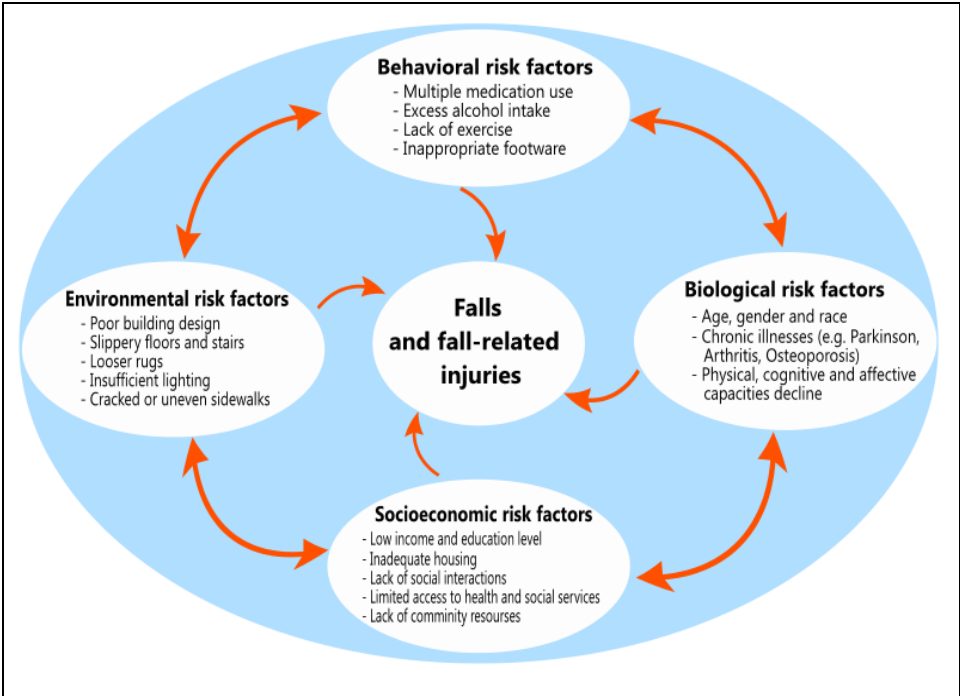 Behavioral risk factors
- Multiple medication use
- Excess alcohol intake
- Lack of exercise
- Inappropriate footware
Environmental risk factors
- Poor building design
- Slippery floors and stairs
- Looser rugs
- Insufficient lighting
- Cracked or uneven sidewalks
Falls
and fall-related
injuries
Biological risk factors
- Age, gender and race
- Chronic illnesses (e.g. Parkinson,
Arthritis, Osteoporosis)
- Physical, cognitive and affective
capacities decline
Socioeconomic risk factors
- Low income and education level
- Inadequate housing
- Lack of social interactions
- Limited access to health and social services
- Lack of comminity resourses